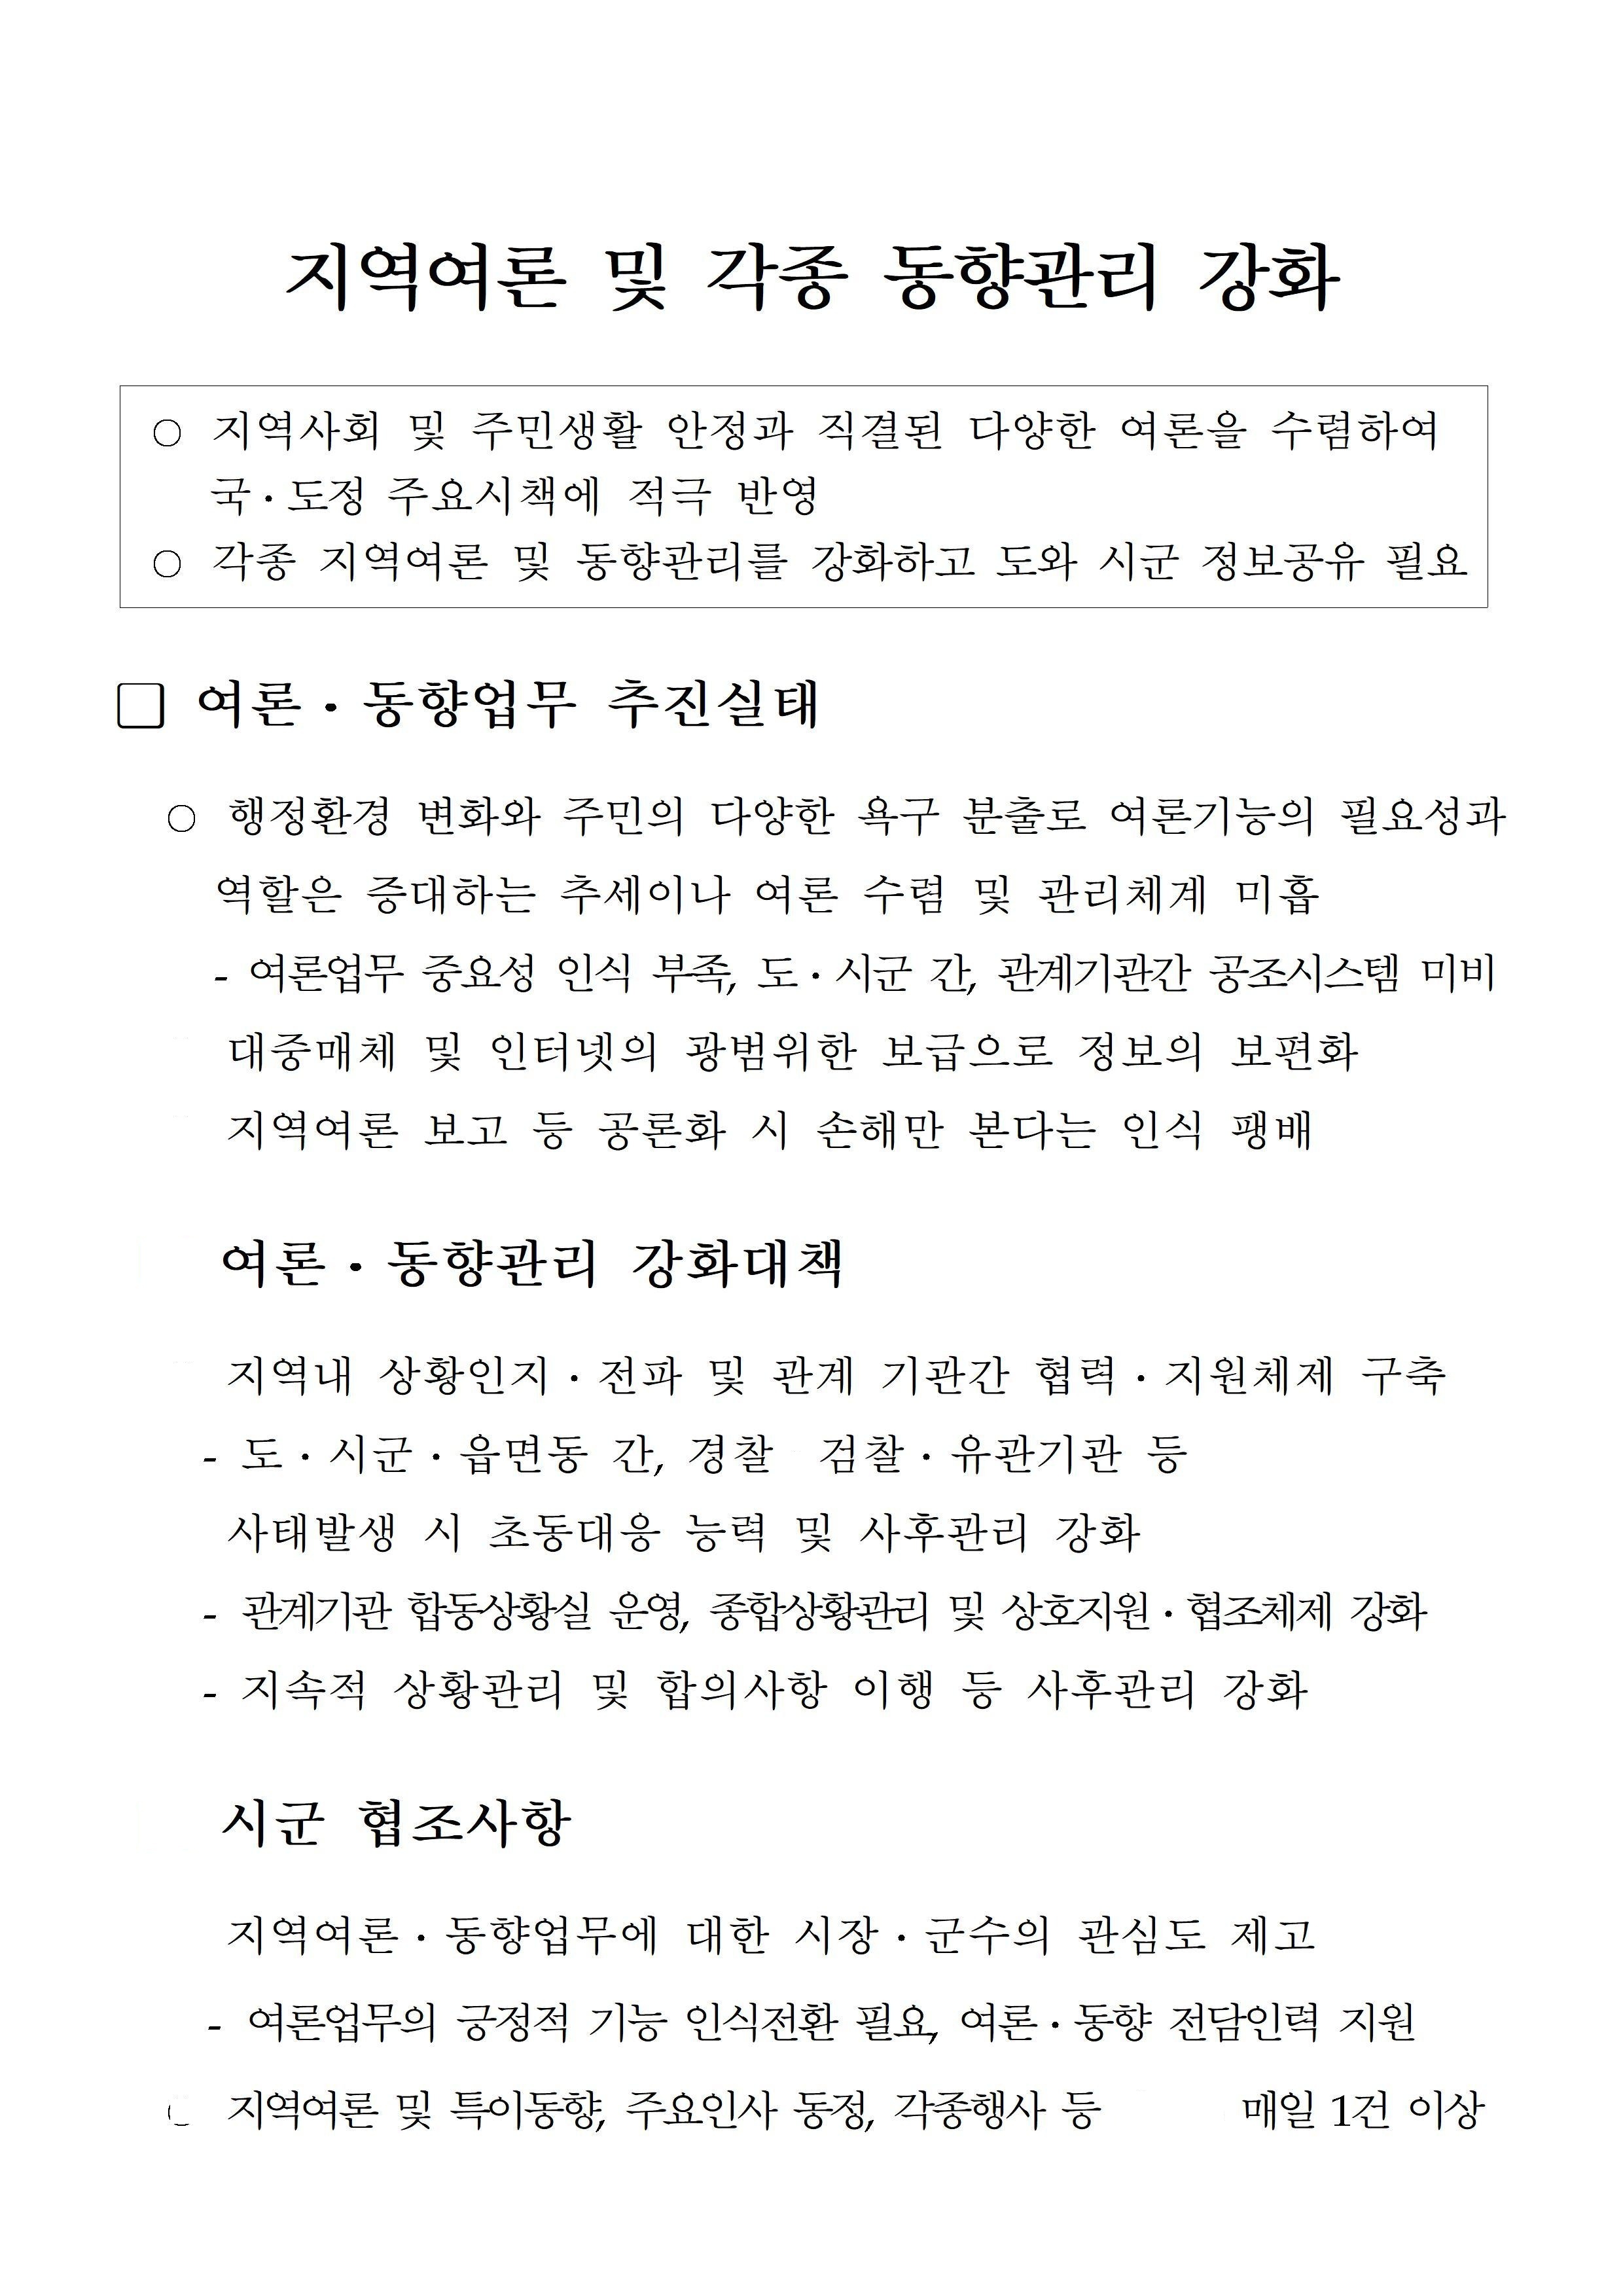 지역여론 및 각종 동향관리 강화
○ 지역사회 및 주민생활 안정과 직결된 다양한 여론을 수렴하여
국·도정 주요시책에 적극 반영
○ 각종 지역여론 및 동향관리를 강화하고 도와 시군 정보공유 필요
□ 여론·동향업무 추진실태
○ 행정환경 변화와 주민의 다양한 욕구 분출로 여론기능의 필요성과
역할은 증대하는 추세이나 여론 수렴 및 관리체계 미흡
- 여론업무 중요성 인식 부족, 도·시군 간, 관계기관간 공조시스템 미비
대중매체 및 인터넷의 광범위한 보급으로 정보의 보편화
지역여론 보고 등 공론화 시 손해만 본다는 인식 팽배
여론·동향관리 강화대책
지역내 상황인지·전파 및 관계 기관간 협력·지원체제 구축
- 도·시군·읍면동 간, 경찰 검찰·유관기관 등
사태발생 시 초동대응 능력 및 사후관리 강화
- 관계기관 합동상황실 운영, 종합상황관리 및 상호지원·협조체제 강화
- 지속적 상황관리 및 합의사항 이행 등 사후관리 강화
시군 협조사항
지역여론·동향업무에 대한 시장·군수의 관심도 제고
- 여론업무의 긍정적 기능 인식전환 필요, 여론·동향 전담인력 지원
○ 지역여론 및 특이동향, 주요인사 동정, 각종행사 등 매일 1건 이상